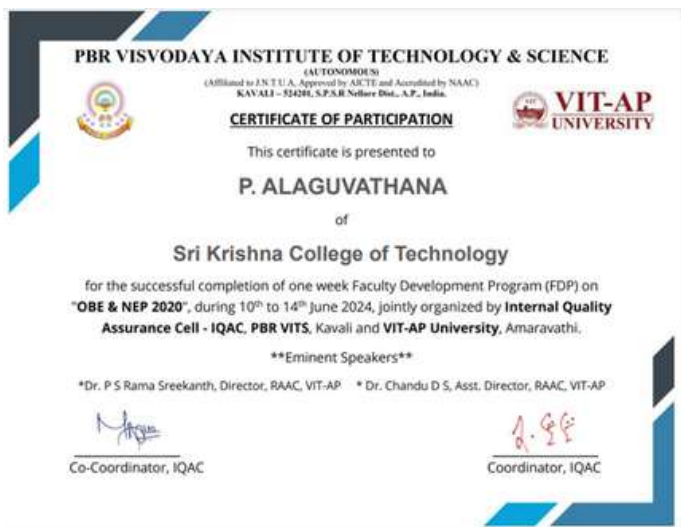 PBR VISVODAYA INSTITUTE OF TECHNOLOGY & SCIENCE
(AUTONOMOUS)
(Affiliated to J.N.T.U.A, Approved by AICTE and Accredited by NAAC)
KAVALI – 524201, S.P.S.R Nellore Dist., A.P., India.
VIT-AP
UNIVERSITY
CERTIFICATE OF PARTICIPATION
This certificate is presented to
P. ALAGUVATHANA
of
Sri Krishna College of Technology
for the successful completion of one week Faculty Development Program (FDP) on
"OBE & NEP 2020", during 10th to 14th June 2024, jointly organized by Internal Quality
Assurance Cell - IQAC, PBR VITS, Kavali and VIT-AP University, Amaravathi.
**Eminent Speakers**
*Dr. P S Rama Sreekanth, Director, RAAC, VIT-AP * Dr. Chandu D S, Asst. Director, RAAC, VIT-AP
Co-Coordinator, IQAC
Coordinator, IQAC